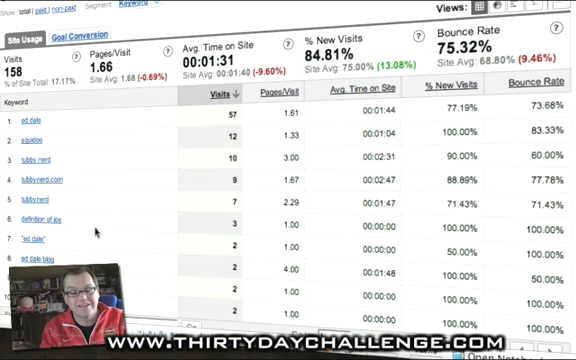 Show: total | paid | non-paid Segment: Keyword
Views:
Site Usage Goal Conversion
Visits
158
% of Site Total: 17.17%
Pages/Visit
1.66
Site Avg: 1.68 (-0.69%)
Avg. Time on Site
00:01:31
Site Avg: 00:01:40 (-9.60%)
% New Visits
84.81%
Site Avg: 75.00% (13.08%)
Bounce Rate
75.32%
Site Avg: 68.80% (9.46%)
Keyword Visits Pages/Visit Avg. Time on Site % New Visits Bounce Rate
1. ed dale 57 1.61 00:01:44 77.19% 73.68%
2. squidoo 12 1.33 00:01:04 100.00% 83.33%
3. tubby nerd 10 3.00 00:02:31 90.00% 60.00%
4. tubbynerd.com 9 1.67 00:02:47 88.89% 77.78%
5. tubbynerd 7 2.29 00:01:47 71.43% 71.43%
6. definition of joy 3 1.00 00:00:00 100.00% 100.00%
7. "ed dale" 2 1.00 00:00:00 50.00% 100.00%
8. ed dale blog 2 4.00 00:01:48 100.00% 50.00%
2 1.00 00:00:00 50.00% 100.00%
2 1.00 00:00:00 100.00% 100.00%
WWW.THIRTYDAYCHALLENGE.COM